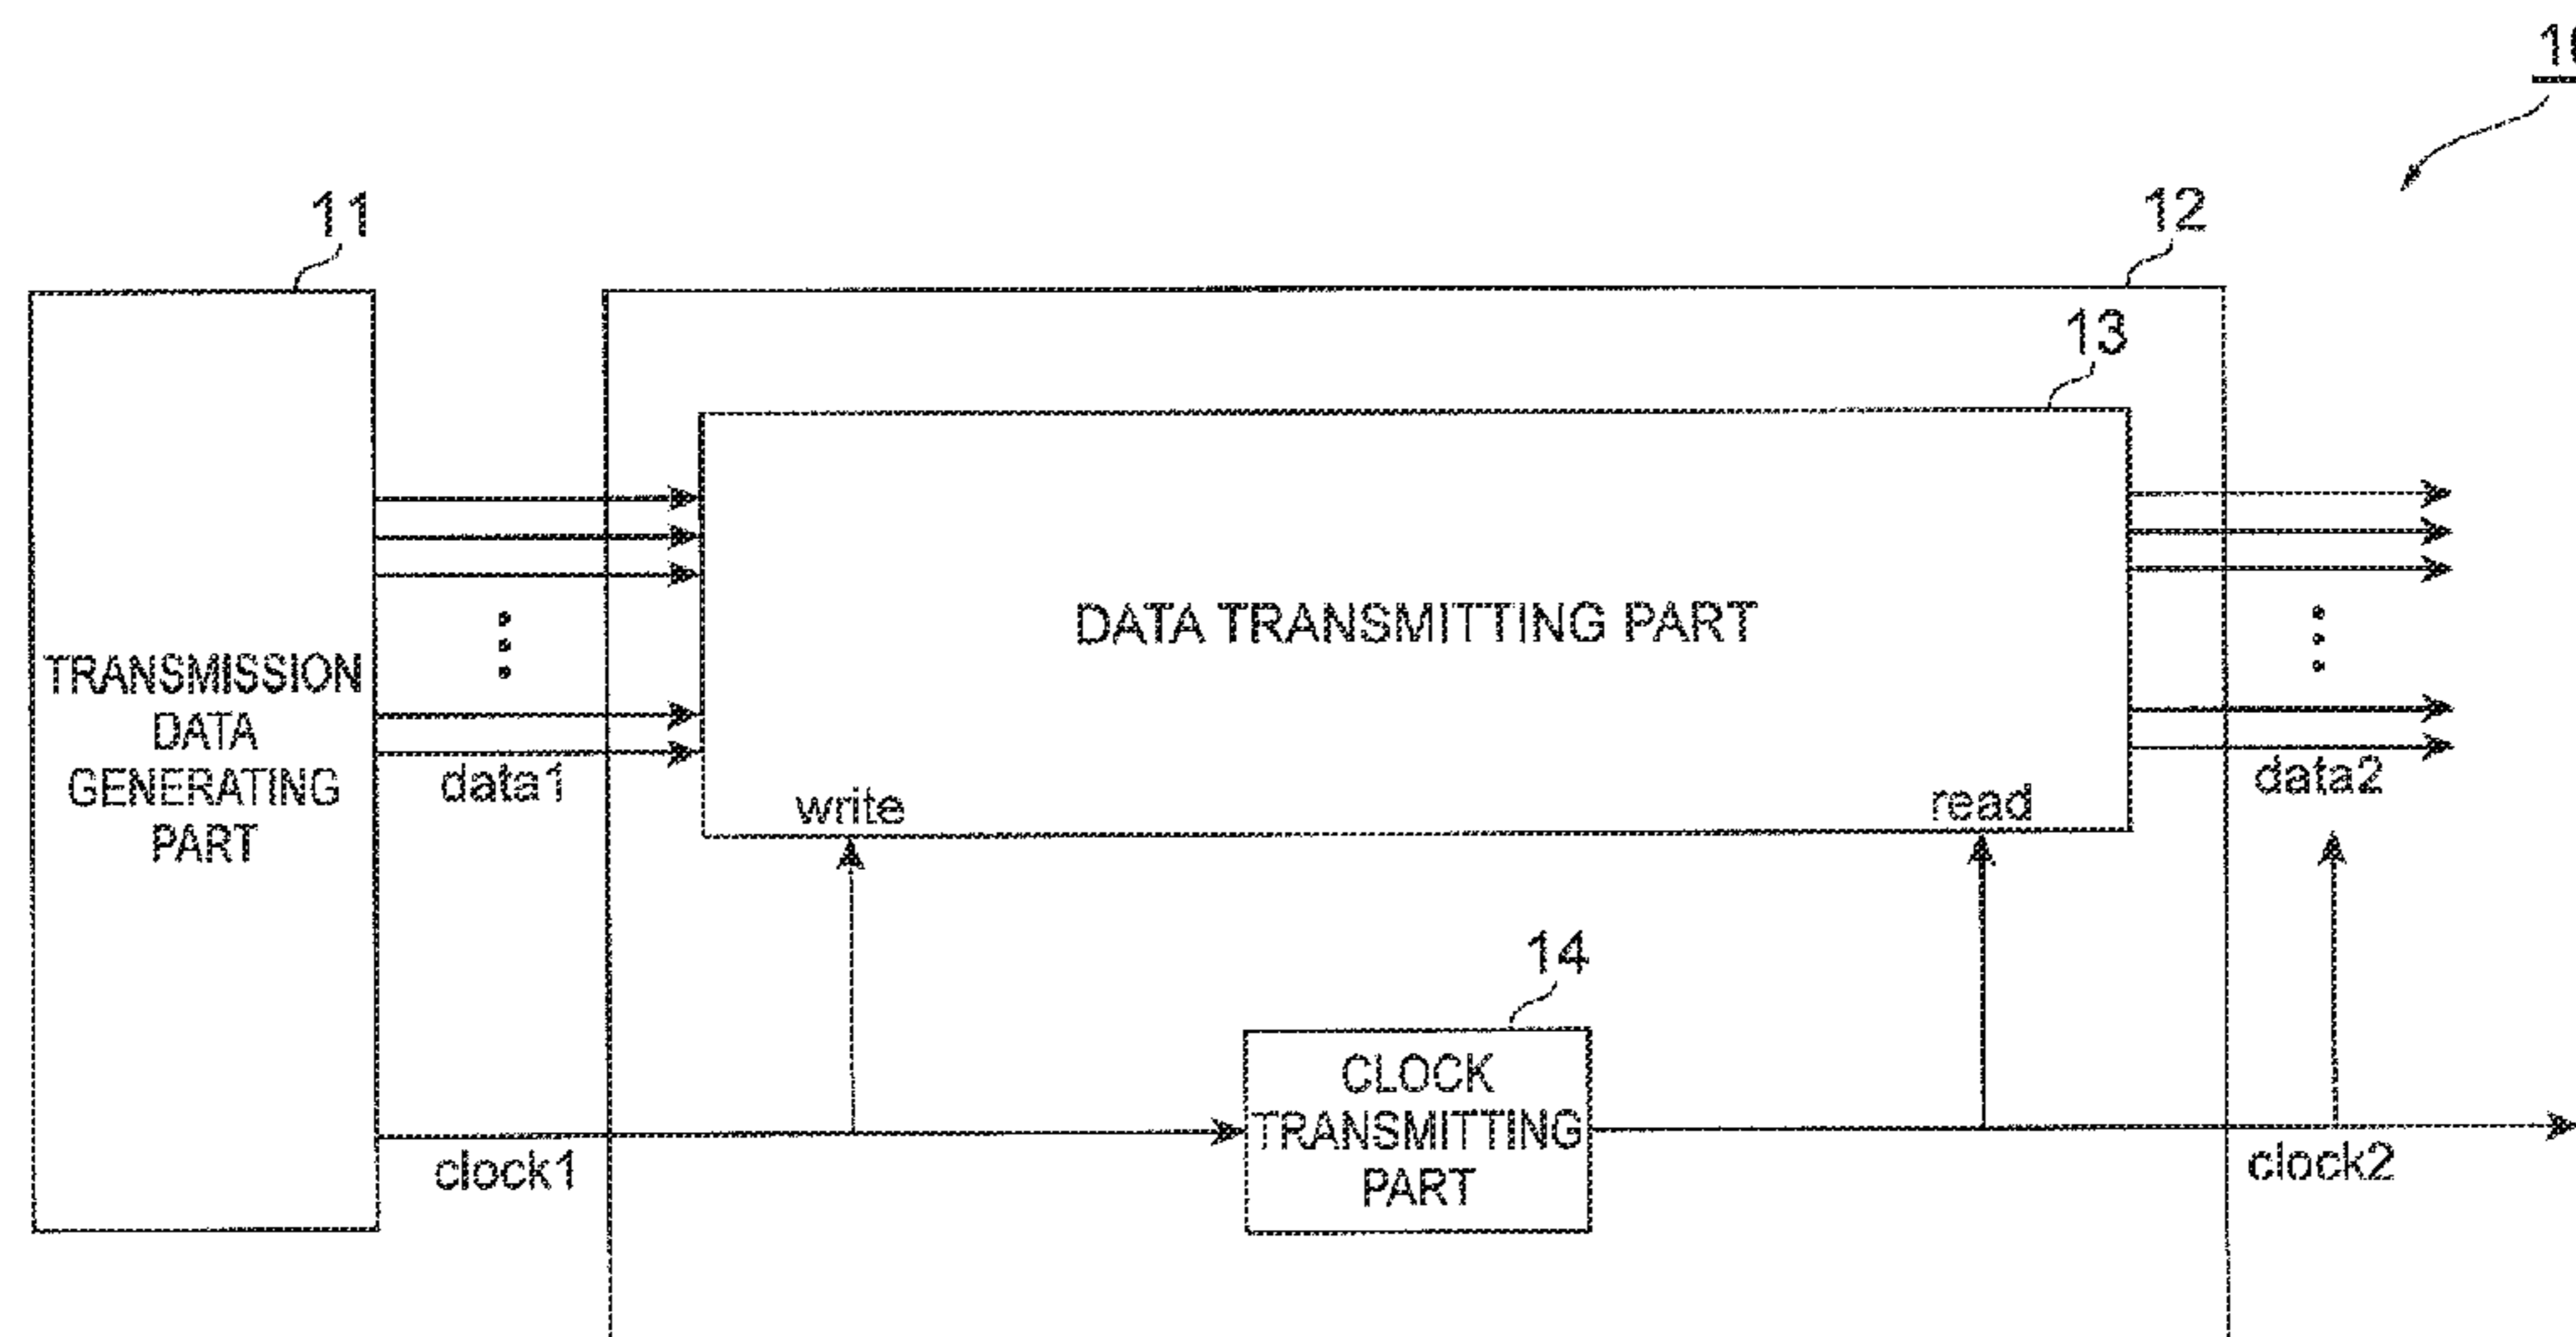 11
12
13
TRANSMISSION
DATA
GENERATING
PART
data1
DATA TRANSMITTING PART
write
read
data2
14
CLOCK
TRANSMITTING
PART
clock1
clock2